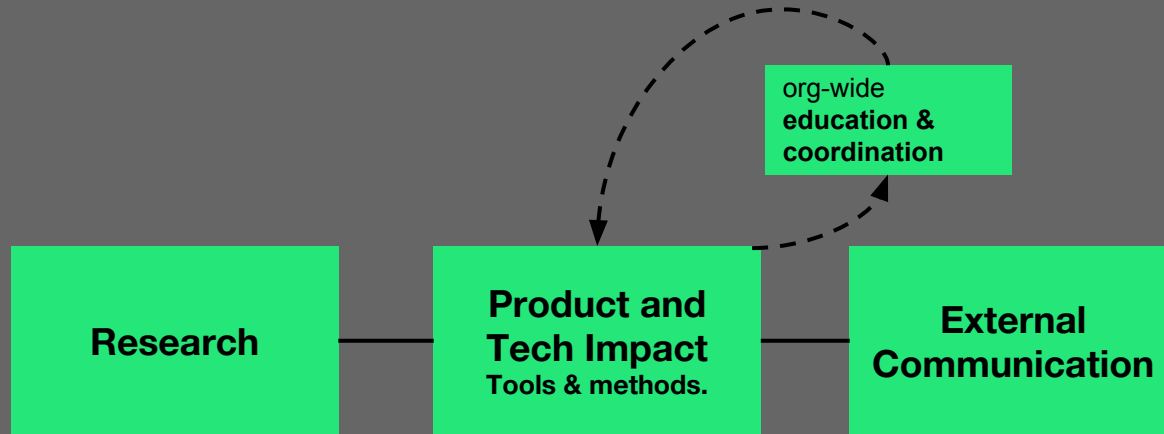 org-wide
education &
coordination
Research
Product and
Tech Impact
Tools & methods.
External
Communication